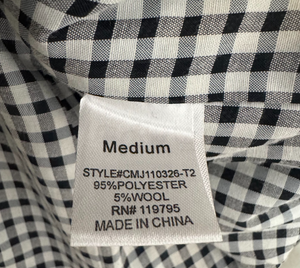 Medium
STYLE#CMJ110326-T2
95%POLYESTER
5%WOOL
RN# 119795
MADE IN CHINA